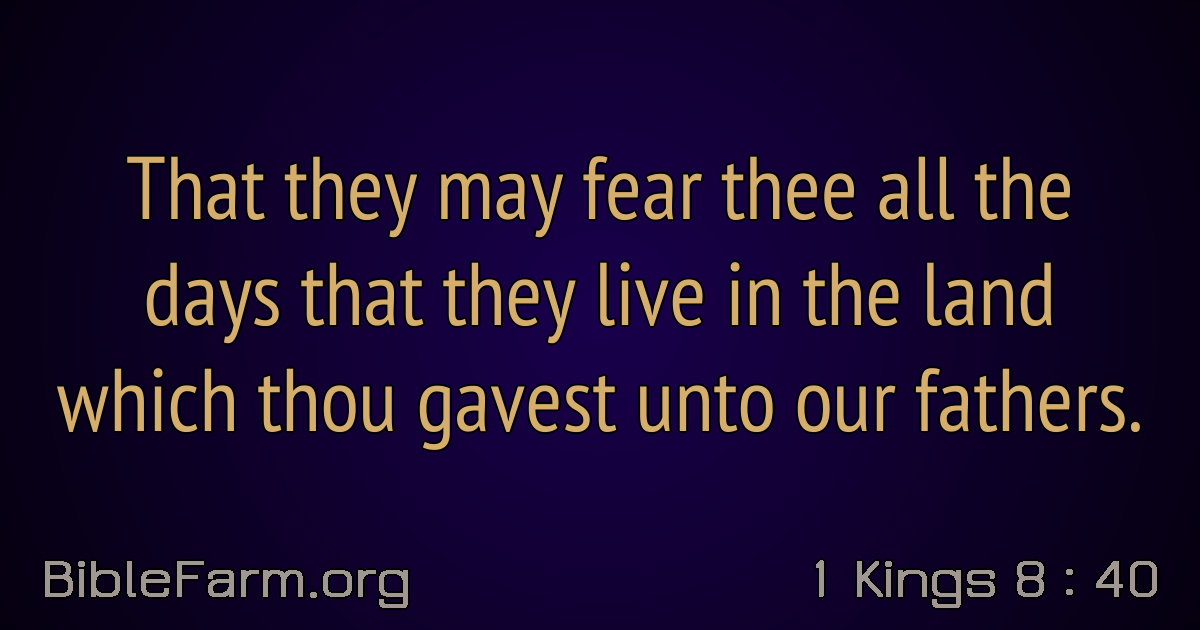 That they may fear thee all the
days that they live in the land
which thou gavest unto our fathers.
BibleFarm.org
1 Kings 8 : 40